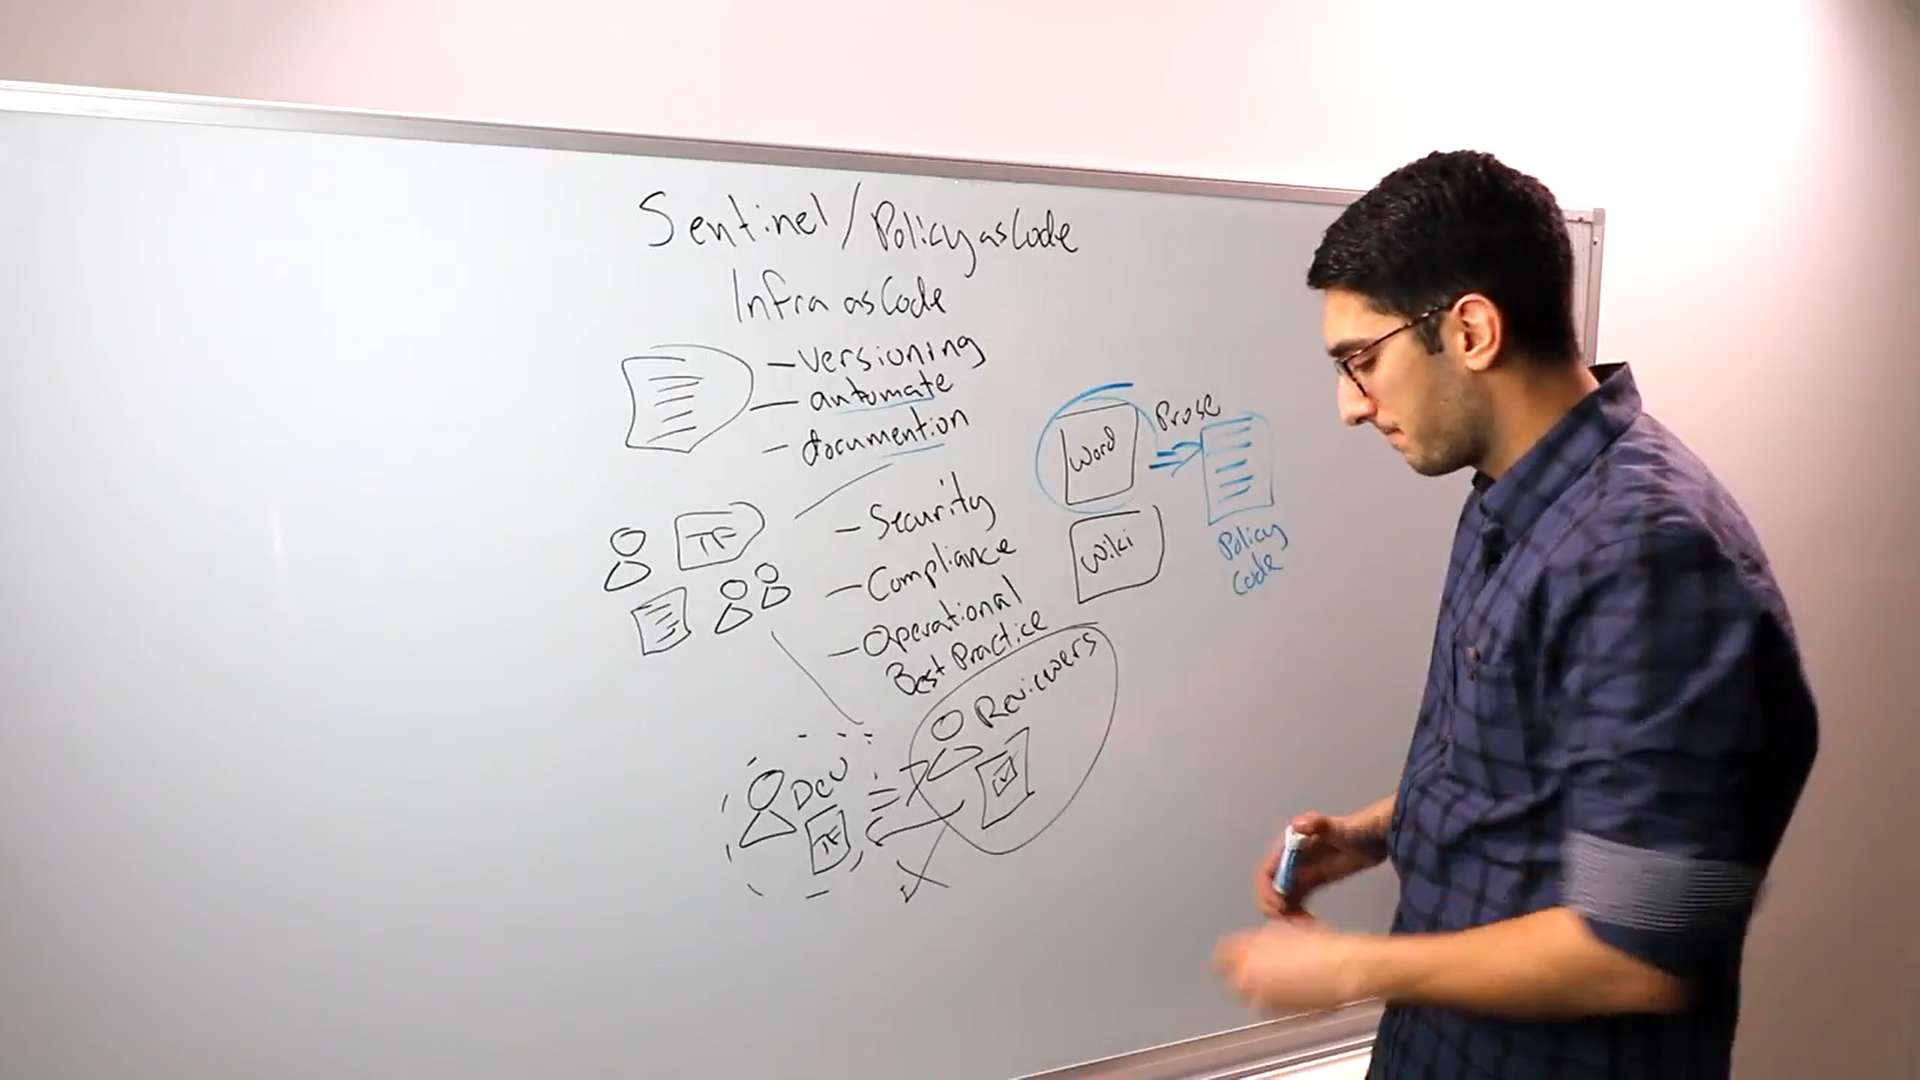 Sentinel/Policy as Code
Infra as Code
- versioning
- automate
- documention
TF
- Security
- Compliance
- Operational
Best Practice
Word
Prose
Wiki
Policy
Code
Reviewers
Dev
TF